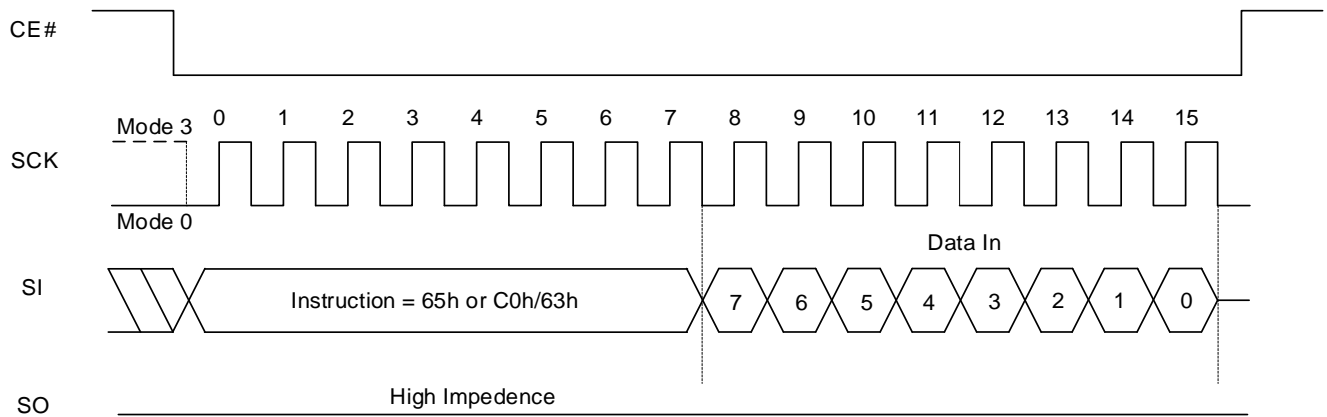 CE#
Mode 3 0 1 2 3 4 5 6 7 8 9 10 11 12 13 14 15
SCK
Mode 0
Data In
SI Instruction = 65h or C0h/63h 7 6 5 4 3 2 1 0
High Impedence
SO